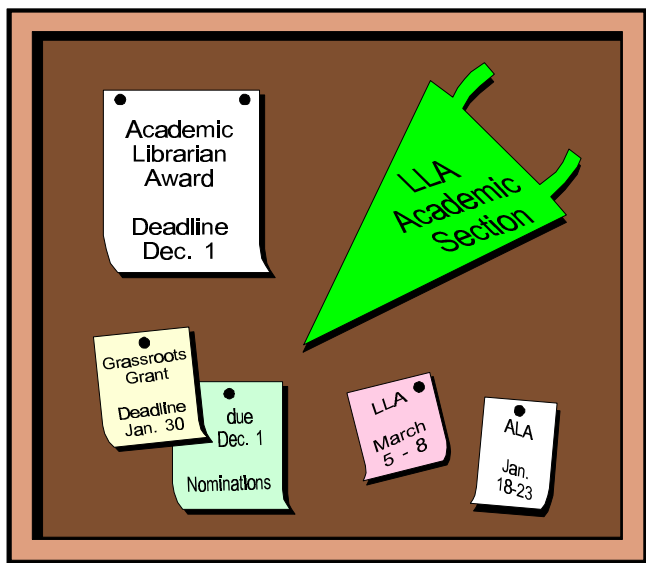 Academic
Librarian
Award
Deadline
Dec. 1
LLA
Academic
Section
Grassroots
Grant
Deadline
Jan. 30
due
Dec. 1
Nominations
LLA
March
5 - 8
ALA
Jan.
18-23